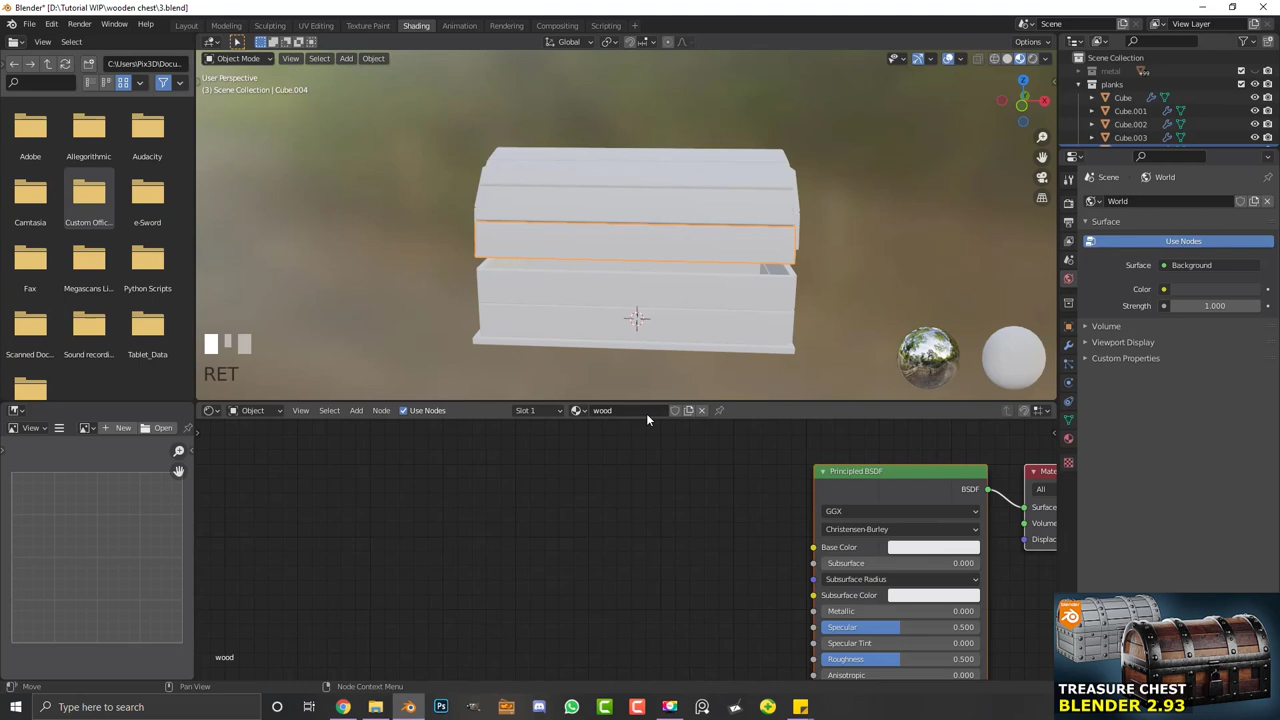 Blender* [D:\Tutorial WIP\wooden chest\3.blend]
File Edit Render Window Help Layout Modeling Sculpting UV Editing Texture Paint Shading Animation Rendering Compositing Scripting Scene View Layer
View Select Global Options
C:\Users\Pix3D\Docu... Object Mode View Select Add Object
User Perspective
(3) Scene Collection | Cube.004
Scene Collection
metal 99
planks
Cube
Cube.001
Cube.002
Cube.003
Adobe Allegorithmic Audacity
Custom Offic... Camtasia e-Sword
Fax Megascans Li... Python Scripts
Scanned Doc... Sound recordi... Tablet_Data
X
Scene World
World
Surface
Use Nodes
Surface Background
Color
Strength 1.000
Volume
Viewport Display
Custom Properties
RET
View New Open Object View Select Add Node Use Nodes Slot 1 wood
Principled BSDF
BSDF
GGX
Christensen-Burley
Base Color
Subsurface 0.000
Subsurface Radius
Subsurface Color
Metallic 0.000
Specular 0.500
Specular Tint 0.000
Roughness 0.500
Anisotropic 0.000
Mate
All
Surface
Volume
Displac
wood
blender
TREASURE CHEST
BLENDER 2.93
Move Pan View Node Context Menu
Type here to search
Ps